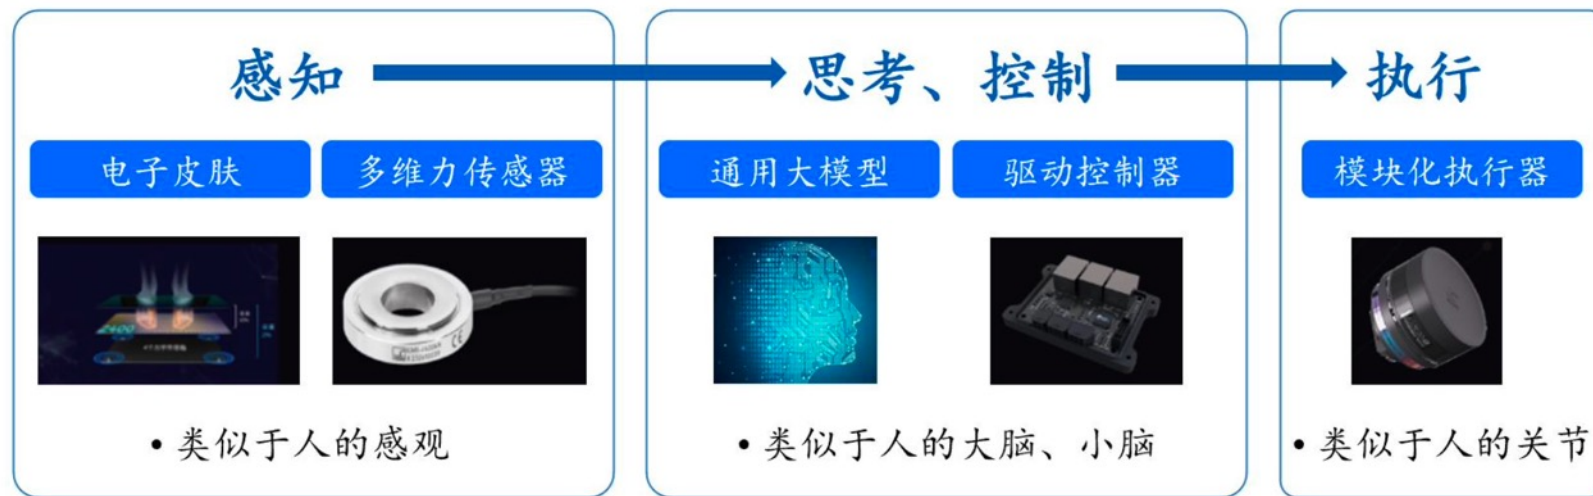 感知
思考、控制
执行
电子皮肤
多维力传感器
通用大模型
驱动控制器
模块化执行器
2400
CE
• 类似于人的感观
• 类似于人的大脑、小脑
• 类似于人的关节